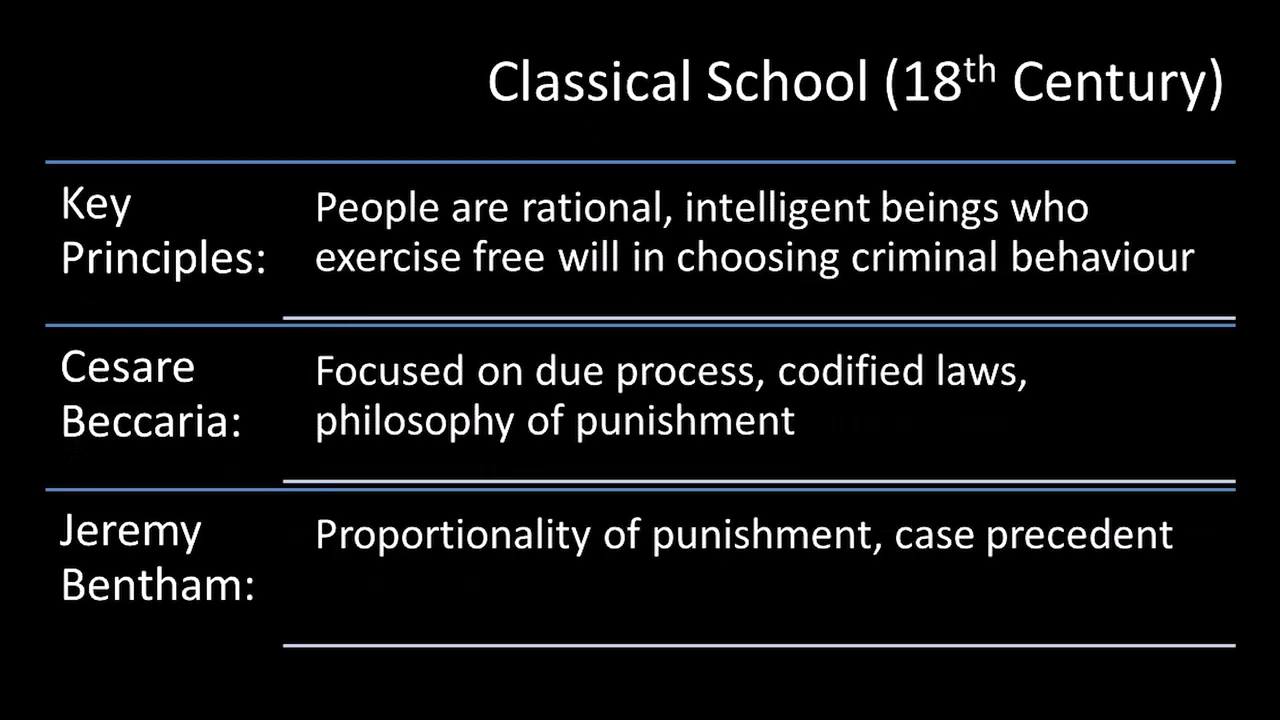 Classical School (18th Century)
Key
Principles:
People are rational, intelligent beings who
exercise free will in choosing criminal behaviour
Cesare
Beccaria:
Focused on due process, codified laws,
philosophy of punishment
Jeremy
Bentham:
Proportionality of punishment, case precedent